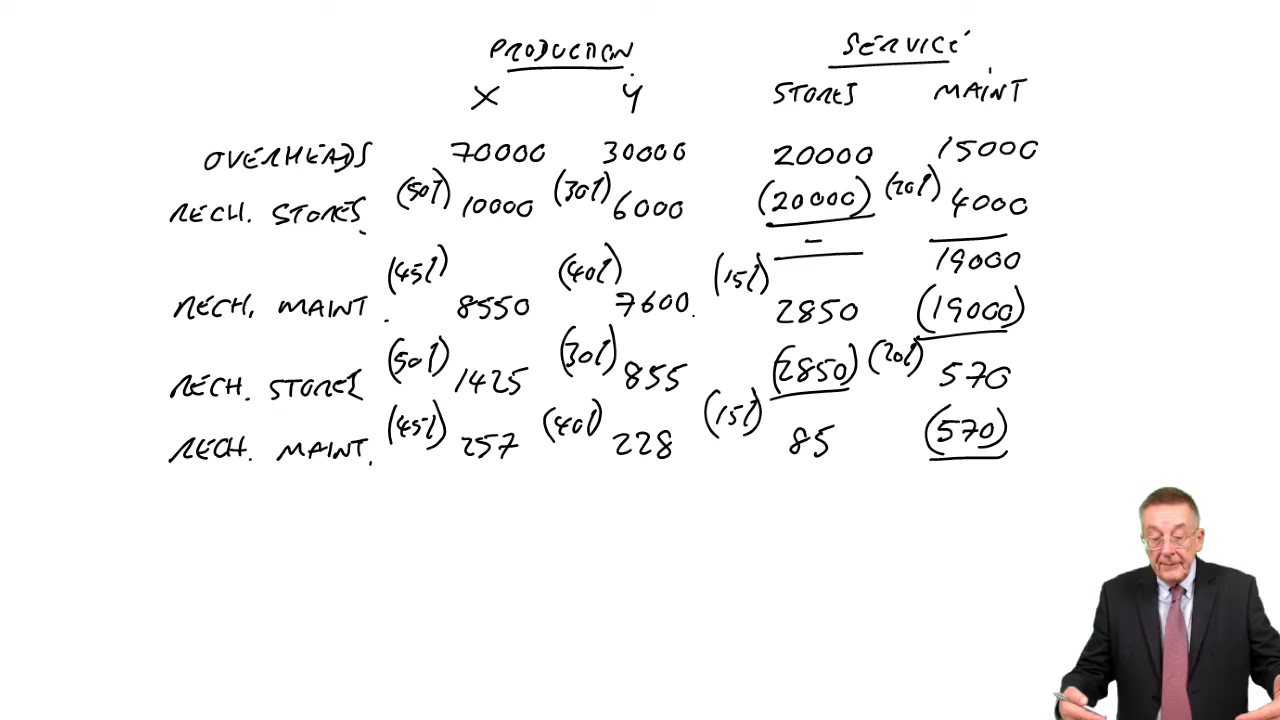 PRODUCTION SERVICE
X Y STORES MAINT
OVERHEADS 70000 30000 20000 15000
RECH. STORES (50%) 10000 (30%) 6000 (20000) (20%) 4000
- 19000
RECH. MAINT. (45%) 8550 (40%) 7600 (15%) 2850 (19000)
RECH. STORES (50%) 1425 (30%) 855 (2850) (20%) 570
RECH. MAINT. (45%) 257 (40%) 228 (15%) 85 (570)